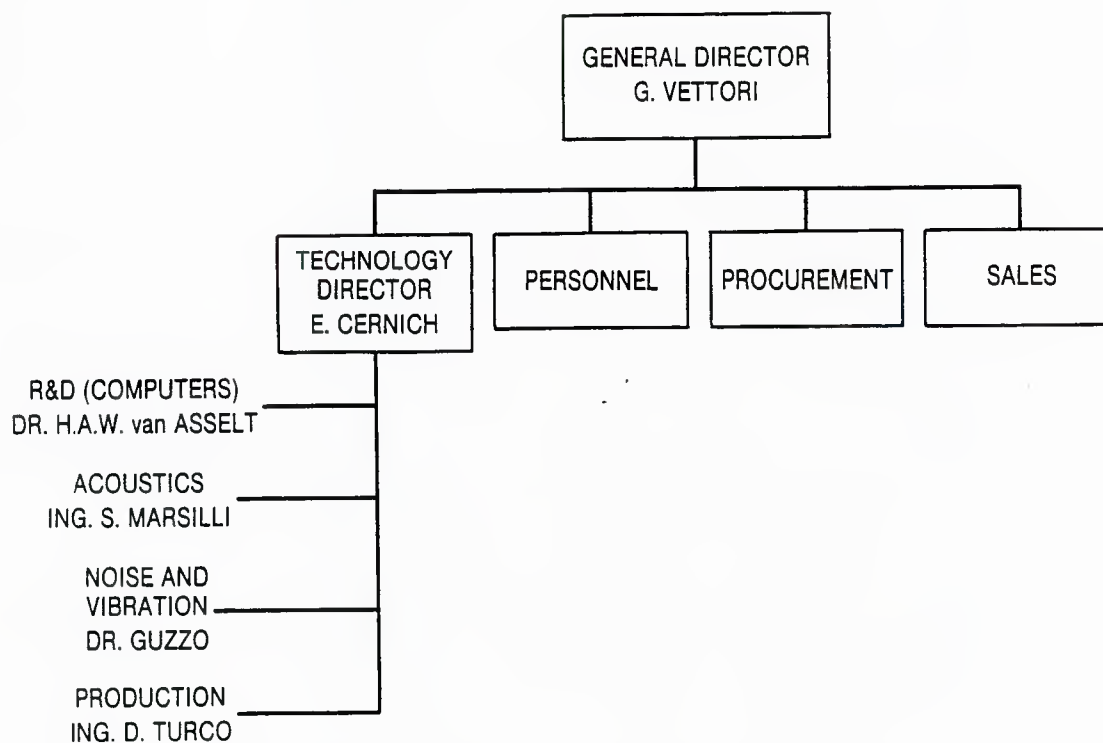 GENERAL DIRECTOR
G. VETTORI
TECHNOLOGY
DIRECTOR
E. CERNICH
PERSONNEL
PROCUREMENT
SALES
R&D (COMPUTERS)
DR. H.A.W. van ASSELT
ACOUSTICS
ING. S. MARSILLI
NOISE AND
VIBRATION
DR. GUZZO
PRODUCTION
ING. D. TURCO